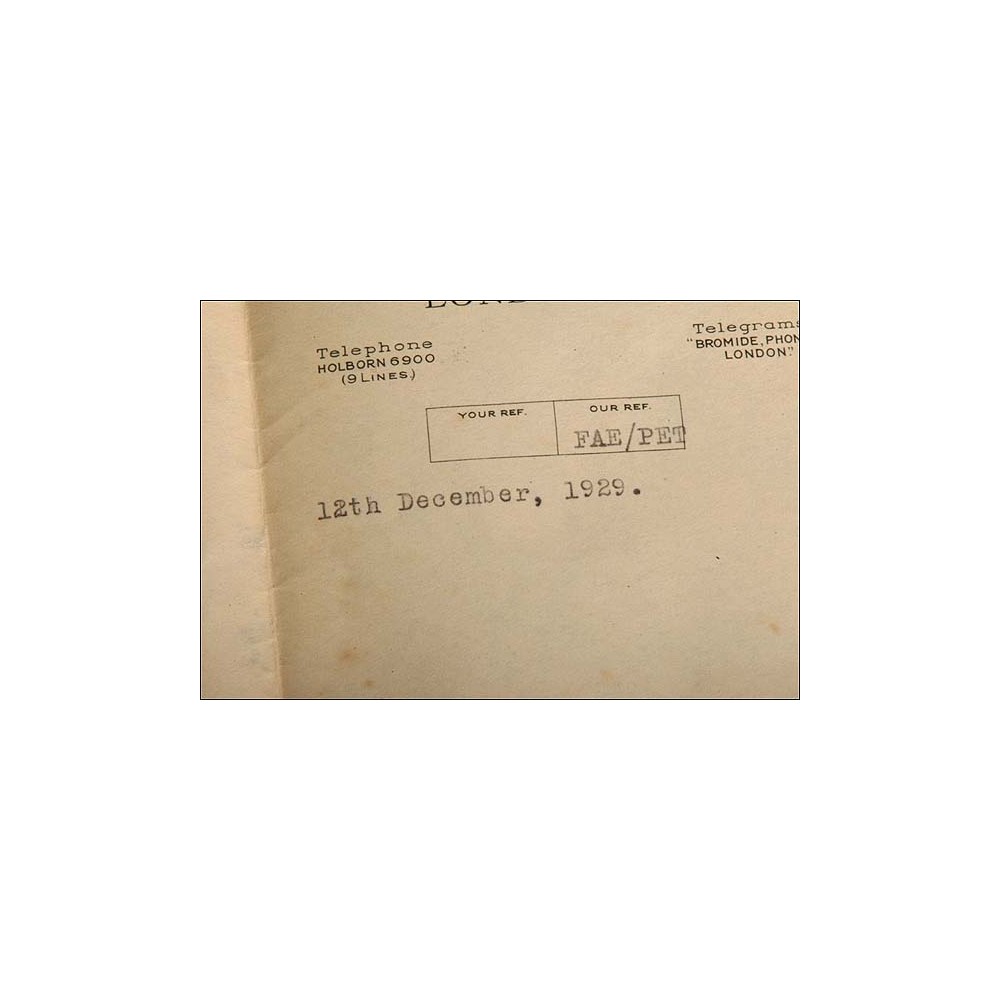 Telephone
HOLBORN 6900
(9 LINES.)
Telegrams
"BROMIDE, PHON
LONDON."
YOUR REF.
OUR REF.
FAE/PET
12th December, 1929.